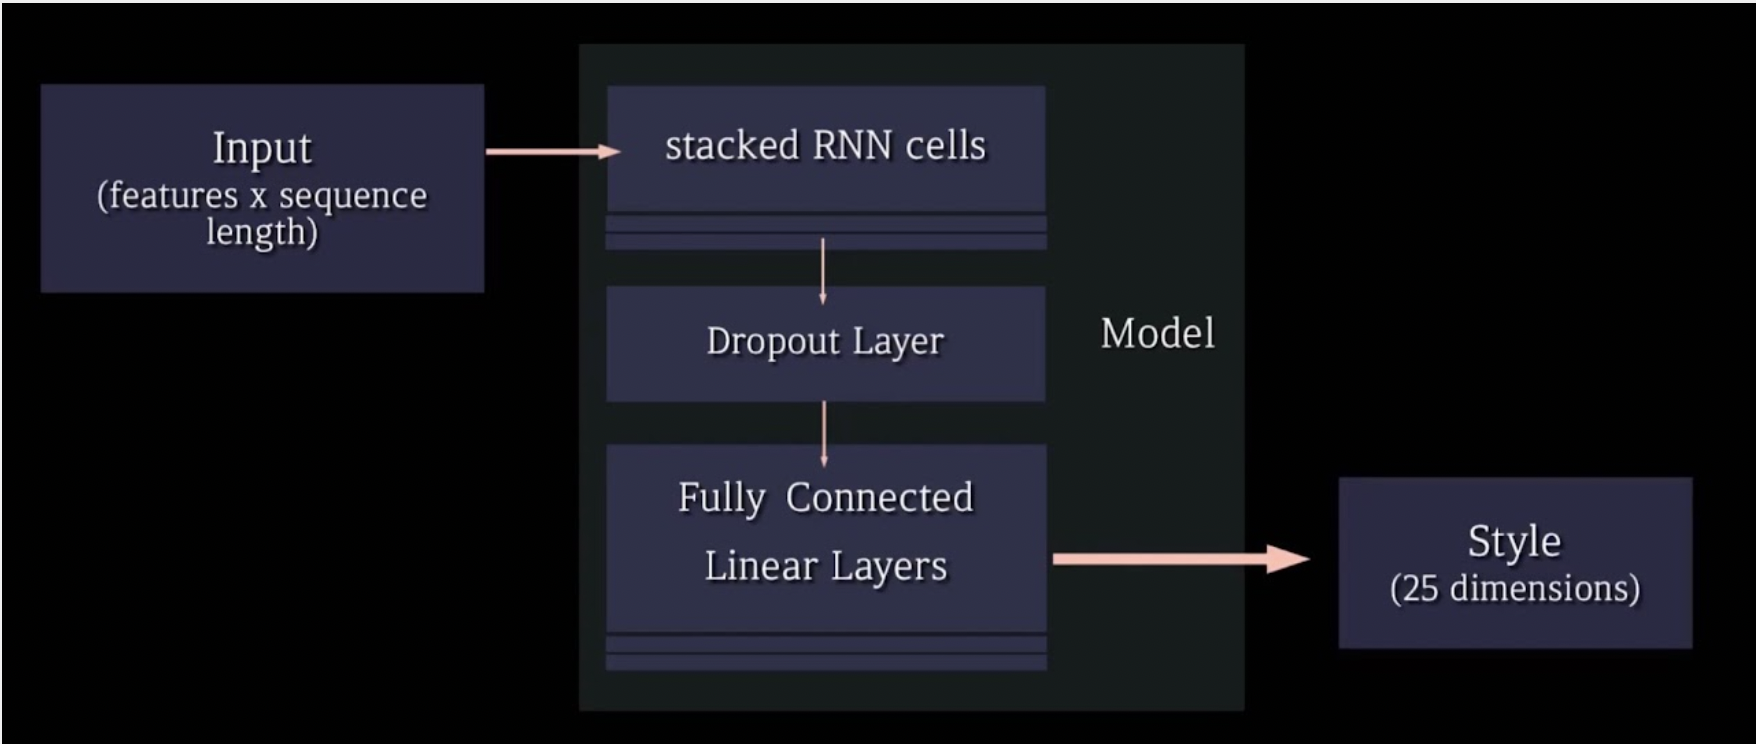 Input
(features x sequence
length)
stacked RNN cells
Dropout Layer
Model
Fully Connected
Linear Layers
Style
(25 dimensions)